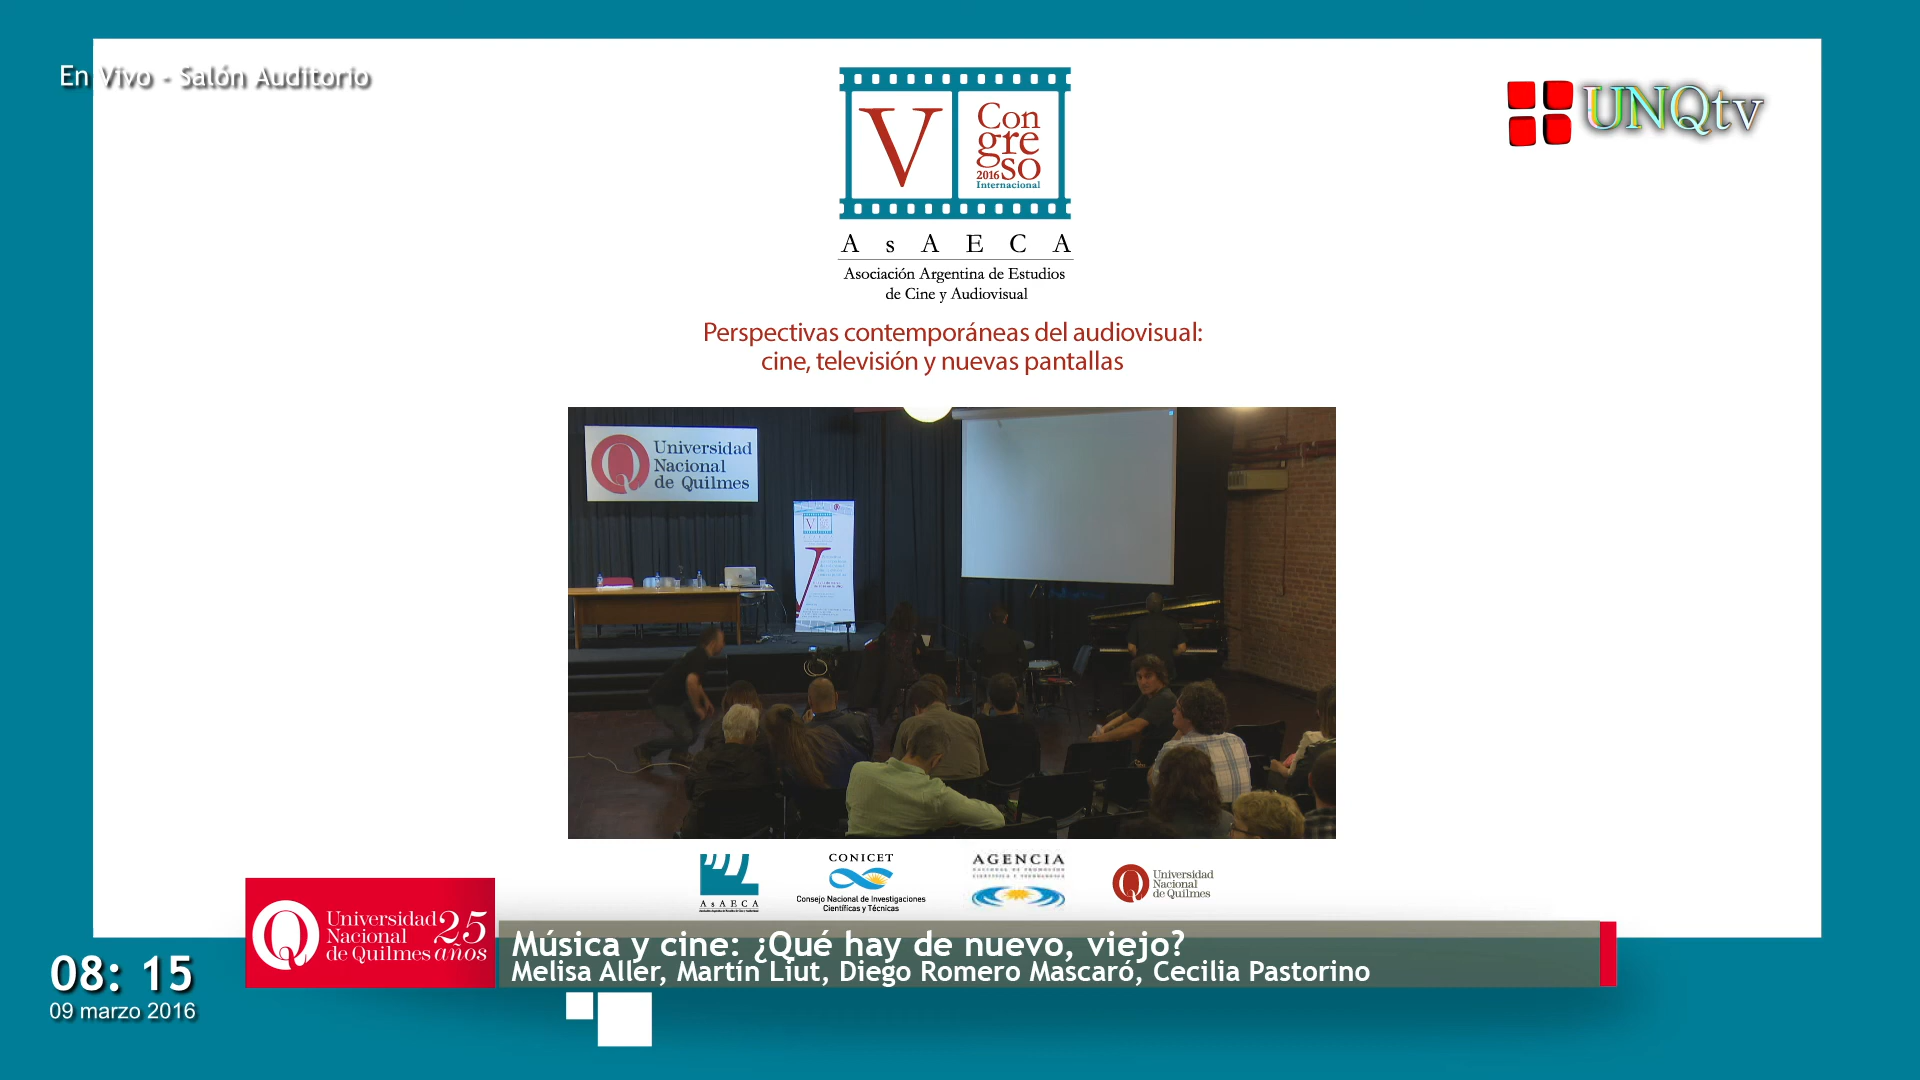 En Vivo - Salón Auditorio
UNQtv
V
Con
gre
so
2016
Internacional
AsAECA
Asociación Argentina de Estudios
de Cine y Audiovisual
Perspectivas contemporáneas del audiovisual:
cine, televisión y nuevas pantallas
Universidad
Nacional
de Quilmes
V
V
AsAECA
CONICET
Consejo Nacional de Investigaciones
Científicas y Técnicas
AGENCIA
Universidad
Nacional
de Quilmes
Universidad
Nacional
de Quilmes
25
años
Música y cine: ¿Qué hay de nuevo, viejo?
Melisa Aller, Martín Liut, Diego Romero Mascaró, Cecilia Pastorino
08: 15
09 marzo 2016